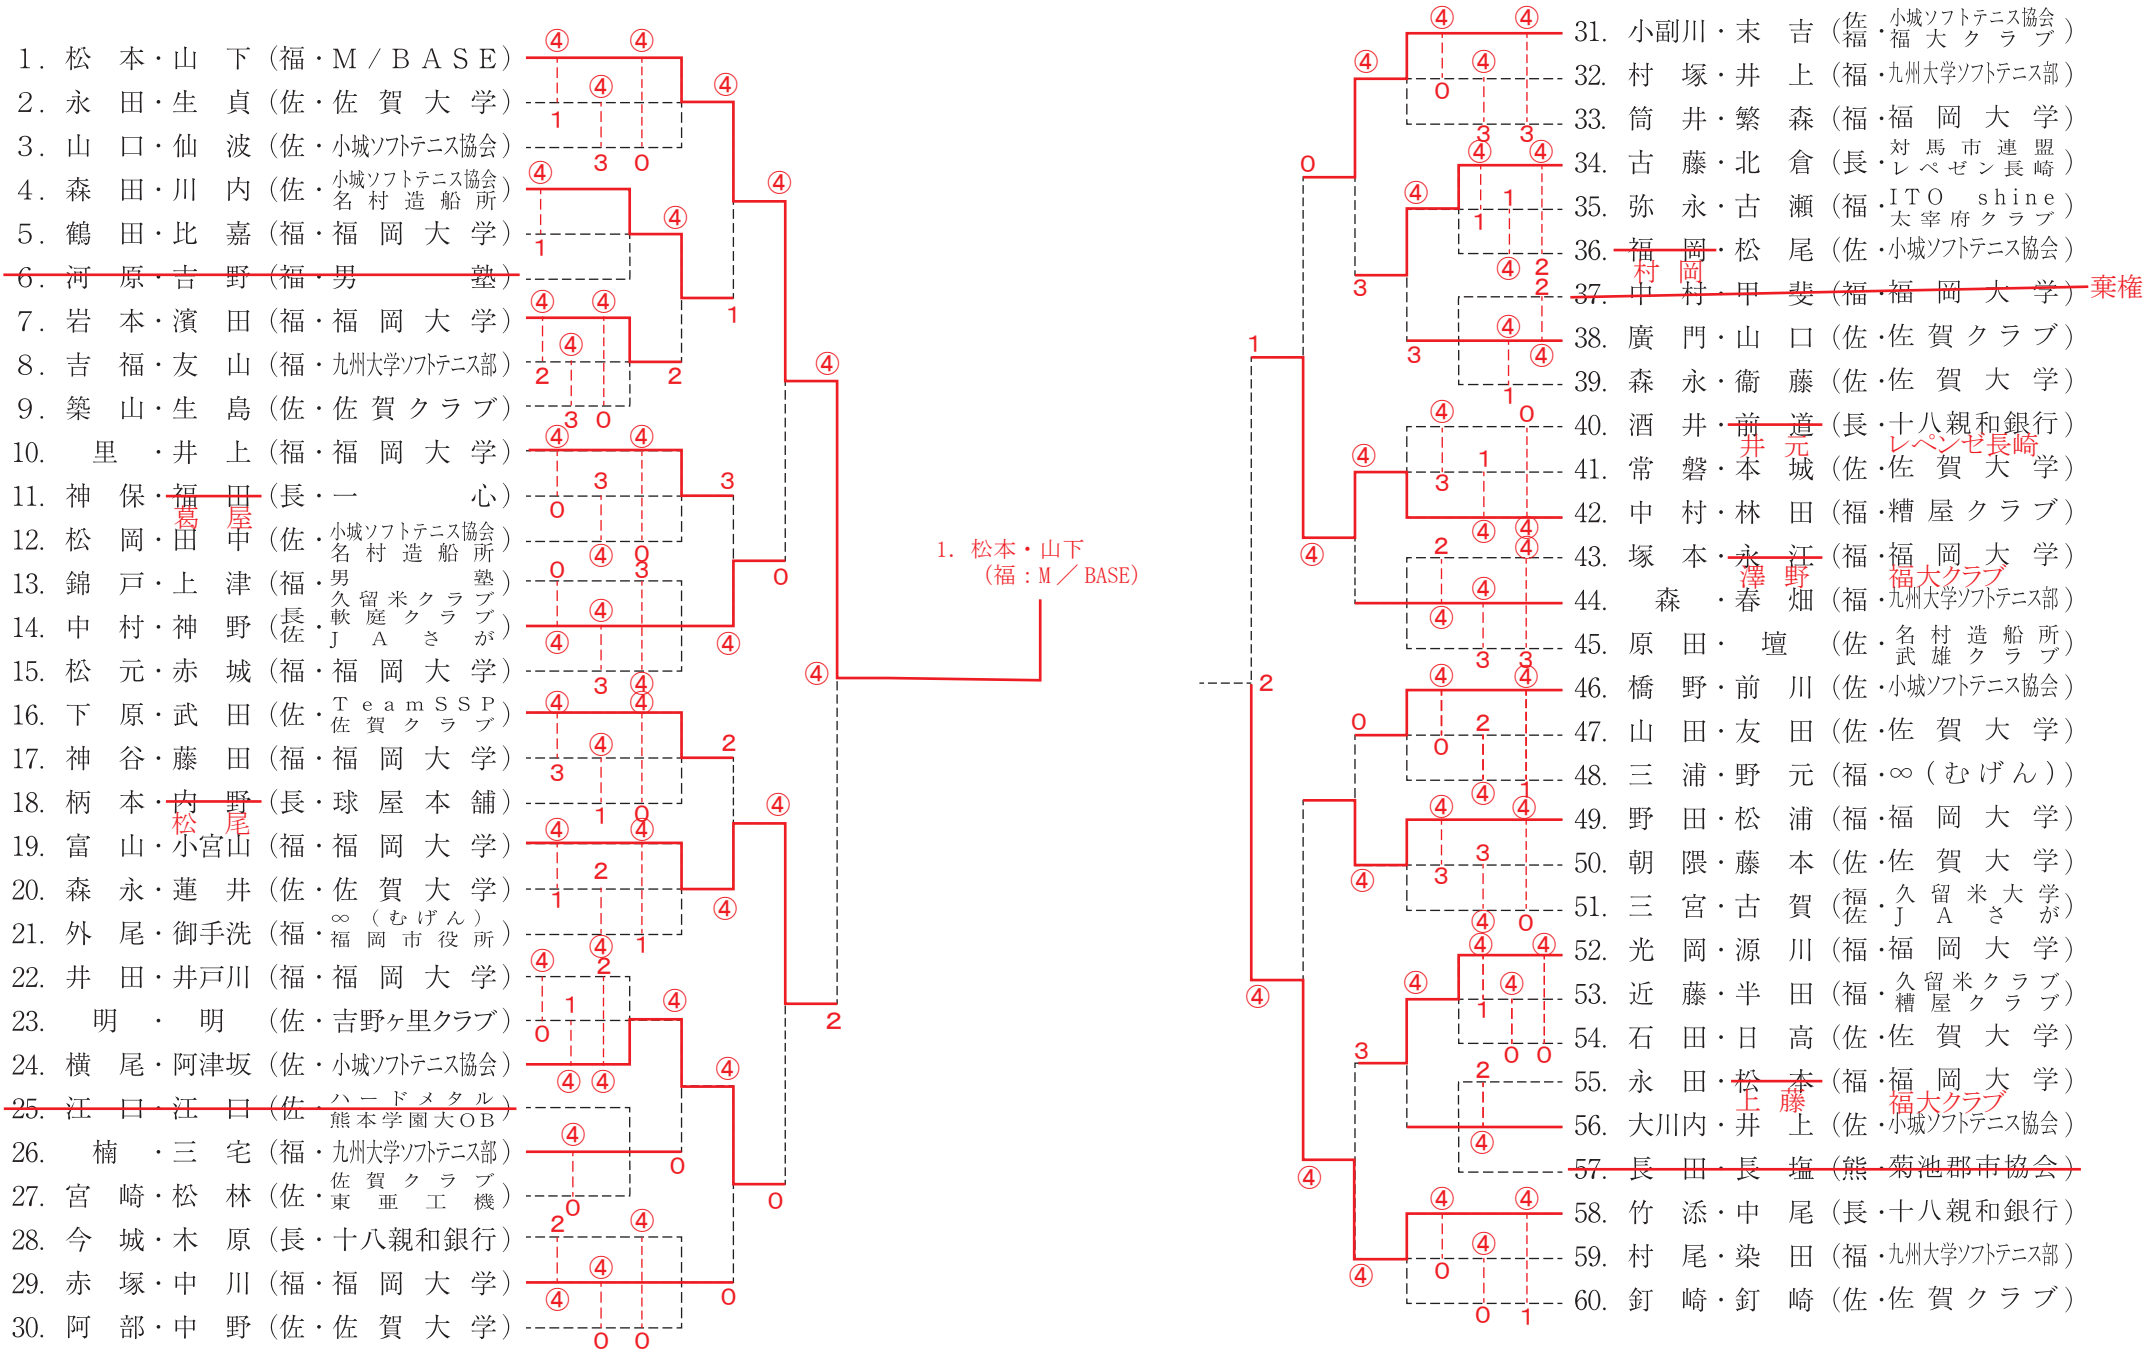 1. 松本・山下 (福・M/BASE)
2. 永田・生貞 (佐・佐賀大学)
3. 山口・仙波 (佐・小城ソフトテニス協会)
4. 森田・川内 (佐・小城ソフトテニス協会 名村造船所)
5. 鶴田・比嘉 (福・福岡大学)
6. 河原・吉野 (福・男塾)
7. 岩本・濱田 (福・福岡大学)
8. 吉福・友山 (福・九州大学ソフトテニス部)
9. 築山・生島 (佐・佐賀クラブ)
10. 里・井上 (福・福岡大学)
11. 神保・福田 (長・一心)
葛屋
12. 松岡・田中 (佐・小城ソフトテニス協会 名村造船所)
13. 錦戸・上津 (福・男塾 久留米クラブ)
14. 中村・神野 (長 佐・軟庭クラブ JAさが)
15. 松元・赤城 (福・福岡大学)
16. 下原・武田 (佐・TeamSSP 佐賀クラブ)
17. 神谷・藤田 (福・福岡大学)
18. 柄本・内野 (長・球屋本舗)
松尾
19. 富山・小宮山 (福・福岡大学)
20. 森永・蓮井 (佐・佐賀大学)
21. 外尾・御手洗 (福・∞(むげん) 福岡市役所)
22. 井田・井戸川 (福・福岡大学)
23. 明・明 (佐・吉野ヶ里クラブ)
24. 横尾・阿津坂 (佐・小城ソフトテニス協会)
25. 江口・江口 (佐・ハードメタル 熊本学園大OB)
26. 楠・三宅 (福・九州大学ソフトテニス部)
27. 宮崎・松林 (佐・佐賀クラブ 東亜工機)
28. 今城・木原 (長・十八親和銀行)
29. 赤塚・中川 (福・福岡大学)
30. 阿部・中野 (佐・佐賀大学)
1. 松本・山下
(福:M/BASE)
31. 小副川・末吉 (佐 福・小城ソフトテニス協会 福大クラブ)
32. 村塚・井上 (福・九州大学ソフトテニス部)
33. 筒井・繁森 (福・福岡大学)
34. 古藤・北倉 (長・対馬市連盟 レペゼン長崎)
35. 弥永・古瀬 (福・ITO shine 太宰府クラブ)
36. 福岡・松尾 (佐・小城ソフトテニス協会)
村岡
37. 中村・甲斐 (福・福岡大学) 棄権
38. 廣門・山口 (佐・佐賀クラブ)
39. 森永・衞藤 (佐・佐賀大学)
40. 酒井・前道 (長・十八親和銀行)
井元 レペンゼ長崎
41. 常磐・本城 (佐・佐賀大学)
42. 中村・林田 (福・糟屋クラブ)
43. 塚本・永江 (福・福岡大学)
澤野 福大クラブ
44. 森・春畑 (福・九州大学ソフトテニス部)
45. 原田・壇 (佐・名村造船所 武雄クラブ)
46. 橋野・前川 (佐・小城ソフトテニス協会)
47. 山田・友田 (佐・佐賀大学)
48. 三浦・野元 (福・∞(むげん))
49. 野田・松浦 (福・福岡大学)
50. 朝隈・藤本 (佐・佐賀大学)
51. 三宮・古賀 (福 佐・久留米大学 JAさが)
52. 光岡・源川 (福・福岡大学)
53. 近藤・半田 (福・久留米クラブ 糟屋クラブ)
54. 石田・日高 (佐・佐賀大学)
55. 永田・松本 (福・福岡大学)
上藤 福大クラブ
56. 大川内・井上 (佐・小城ソフトテニス協会)
57. 長田・長塩 (熊・菊池郡市協会)
58. 竹添・中尾 (長・十八親和銀行)
59. 村尾・染田 (福・九州大学ソフトテニス部)
60. 釘崎・釘崎 (佐・佐賀クラブ)